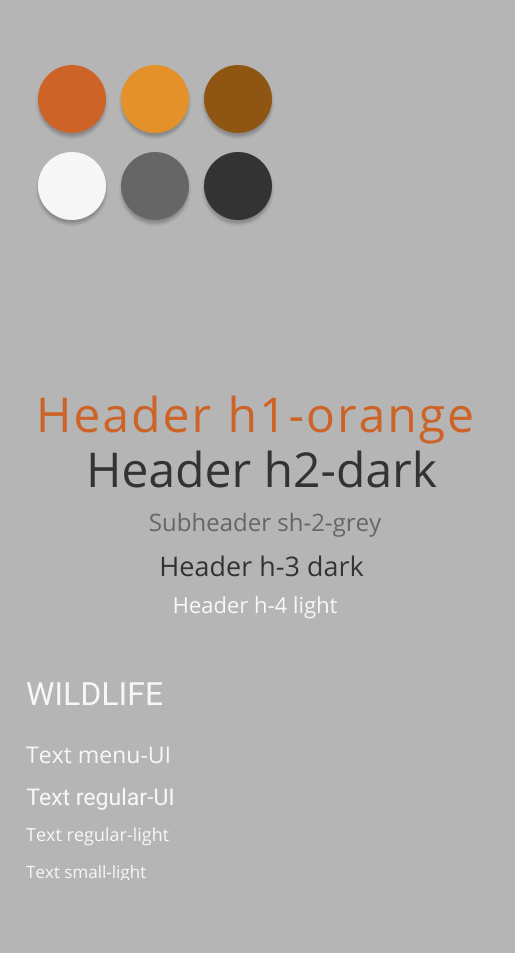 Header h1-orange
Header h2-dark
Subheader sh-2-grey
Header h-3 dark
Header h-4 light
WILDLIFE
Text menu-UI
Text regular-UI
Text regular-light
Text small-light